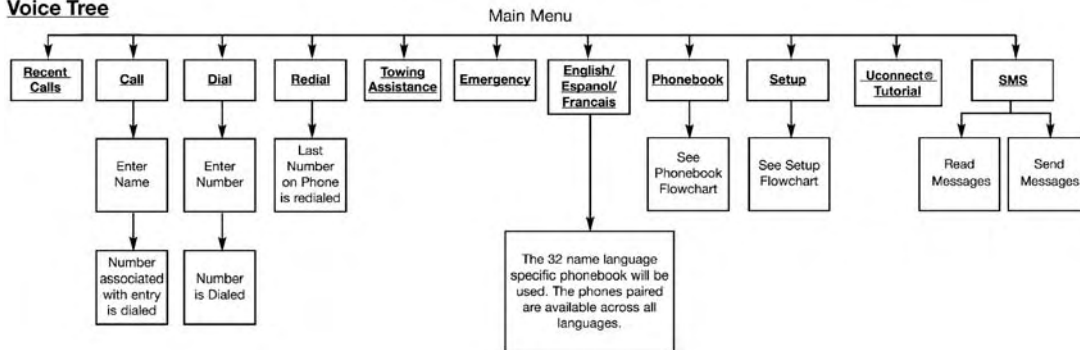 Voice Tree
Main Menu
Recent
Calls
Call
Dial
Redial
Towing
Assistance
Emergency
English/
Espanol/
Francais
Phonebook
Setup
Uconnect®
Tutorial
SMS
Enter
Name
Enter
Number
Last
Number
on Phone
is redialed
See
Phonebook
Flowchart
See Setup
Flowchart
Read
Messages
Send
Messages
Number
associated
with entry
is dialed
Number
is Dialed
The 32 name language
specific phonebook will be
used. The phones paired
are available across all
languages.